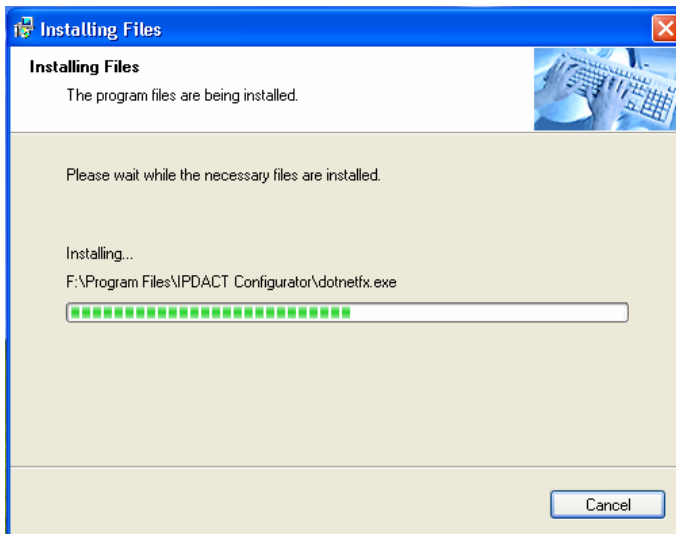 Installing Files
Installing Files
The program files are being installed.
Please wait while the necessary files are installed.
Installing...
F:\Program Files\IPDACT Configurator\dotnetfx.exe
Cancel